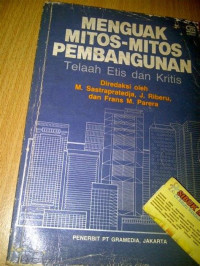 MENGUAK
MITOS-MITOS
PEMBANGUNAN
Telaah Etis dan Kritis
Diredaksi oleh
M. Sastrapratedja, J. Riberu,
dan Frans M. Parera
PENERBIT PT GRAMEDIA, JAKARTA